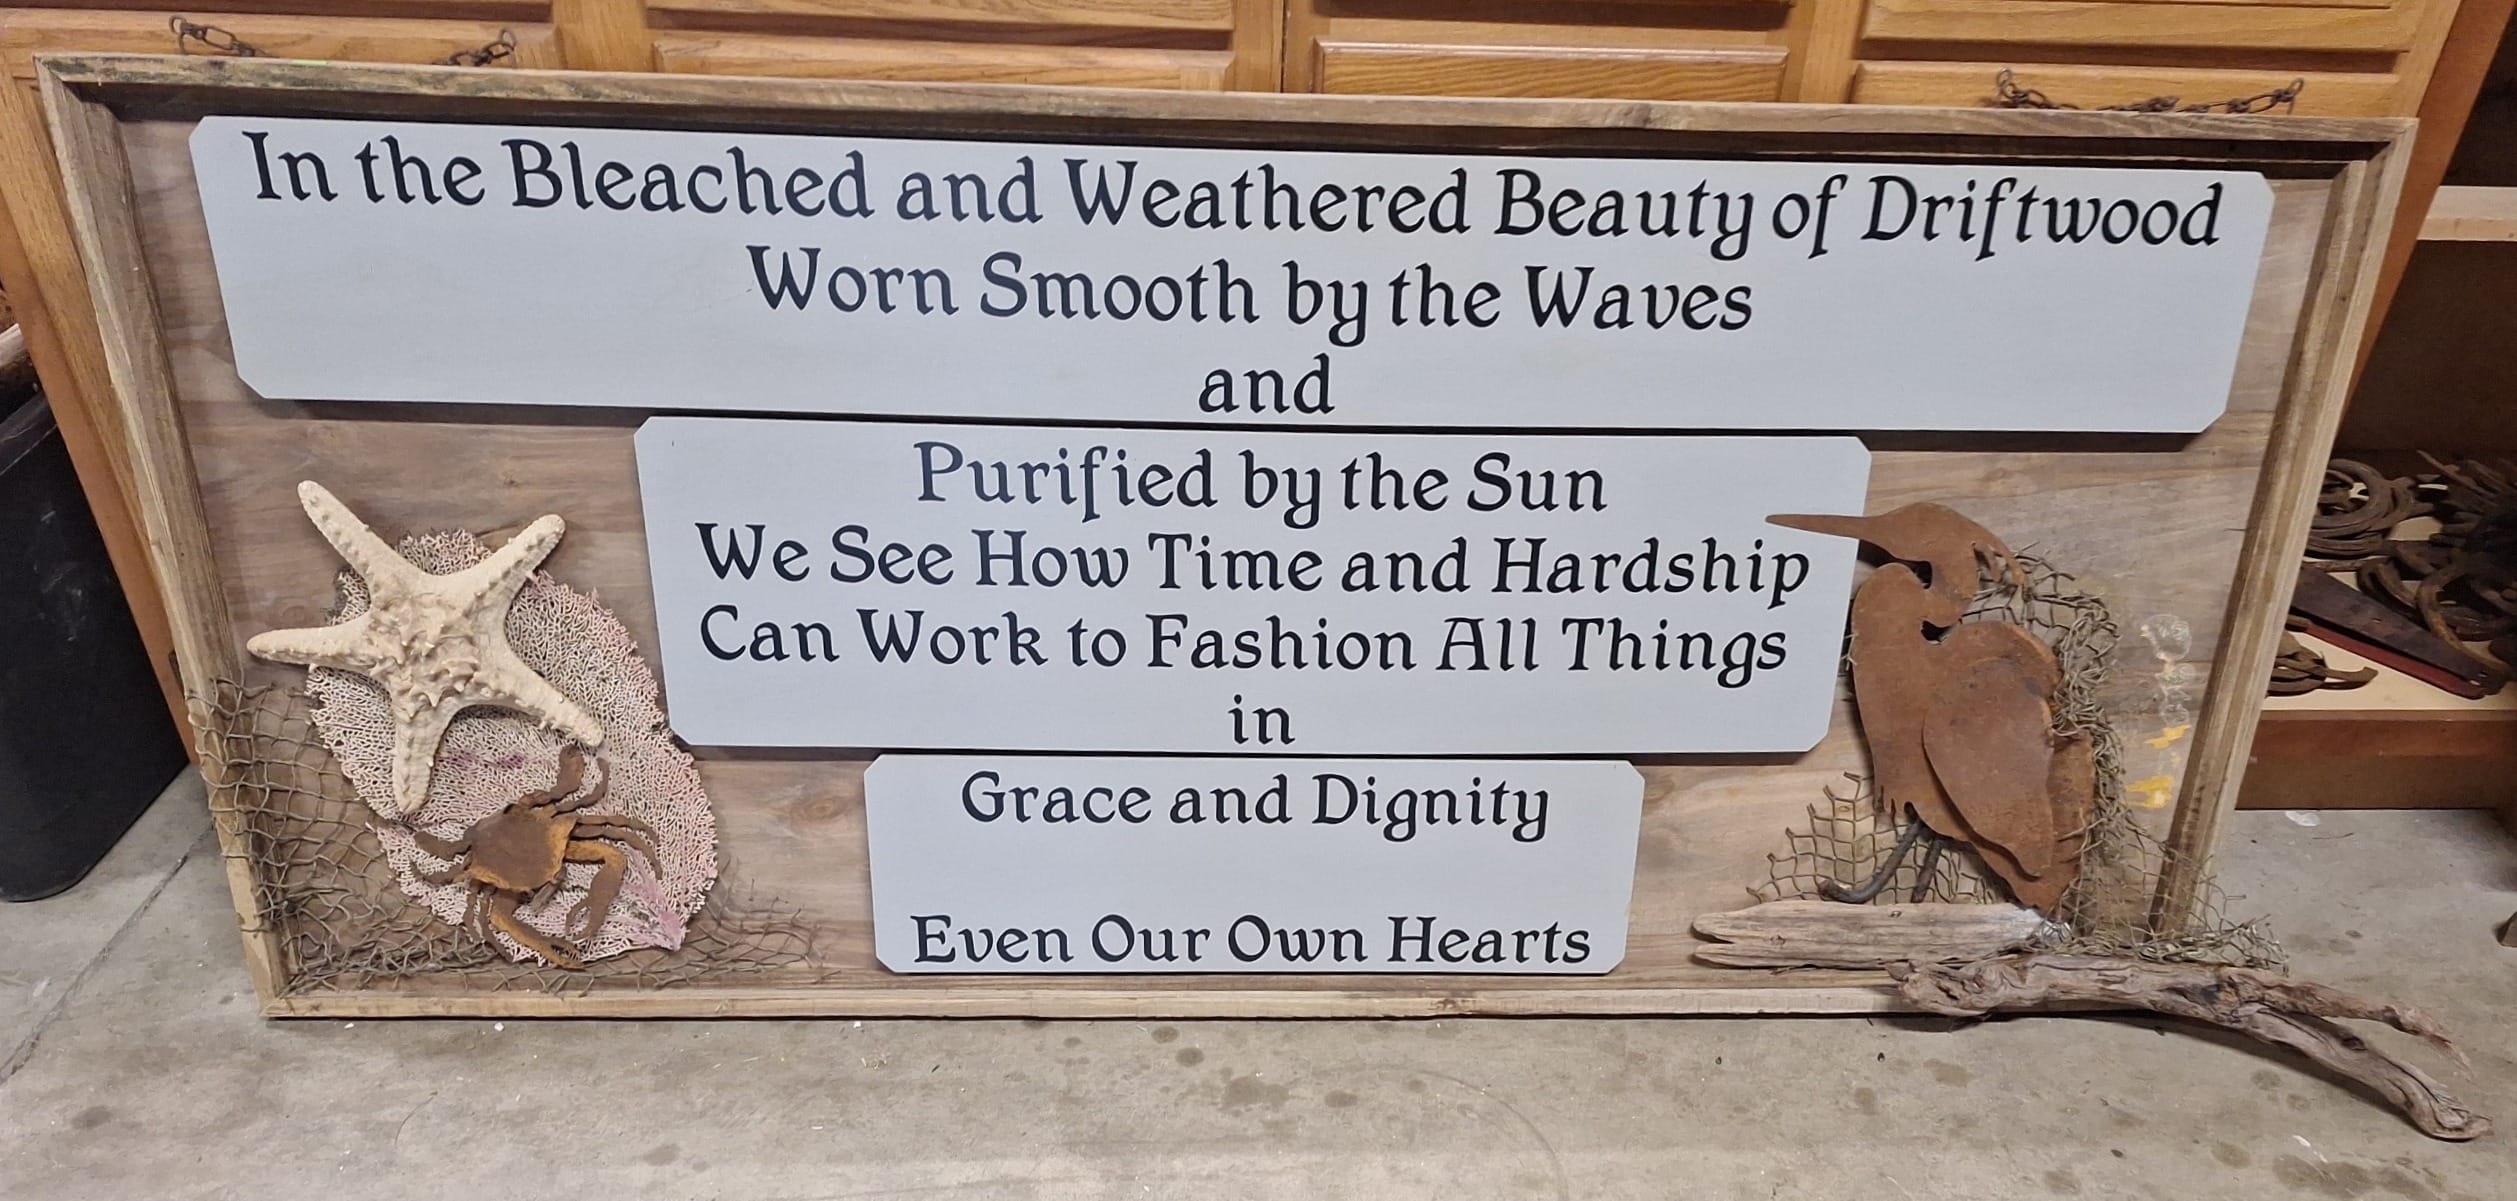 In the Bleached and Weathered Beauty of Driftwood
Worn Smooth by the Waves
and
Purified by the Sun
We See How Time and Hardship
Can Work to Fashion All Things
in
Grace and Dignity
Even Our Own Hearts